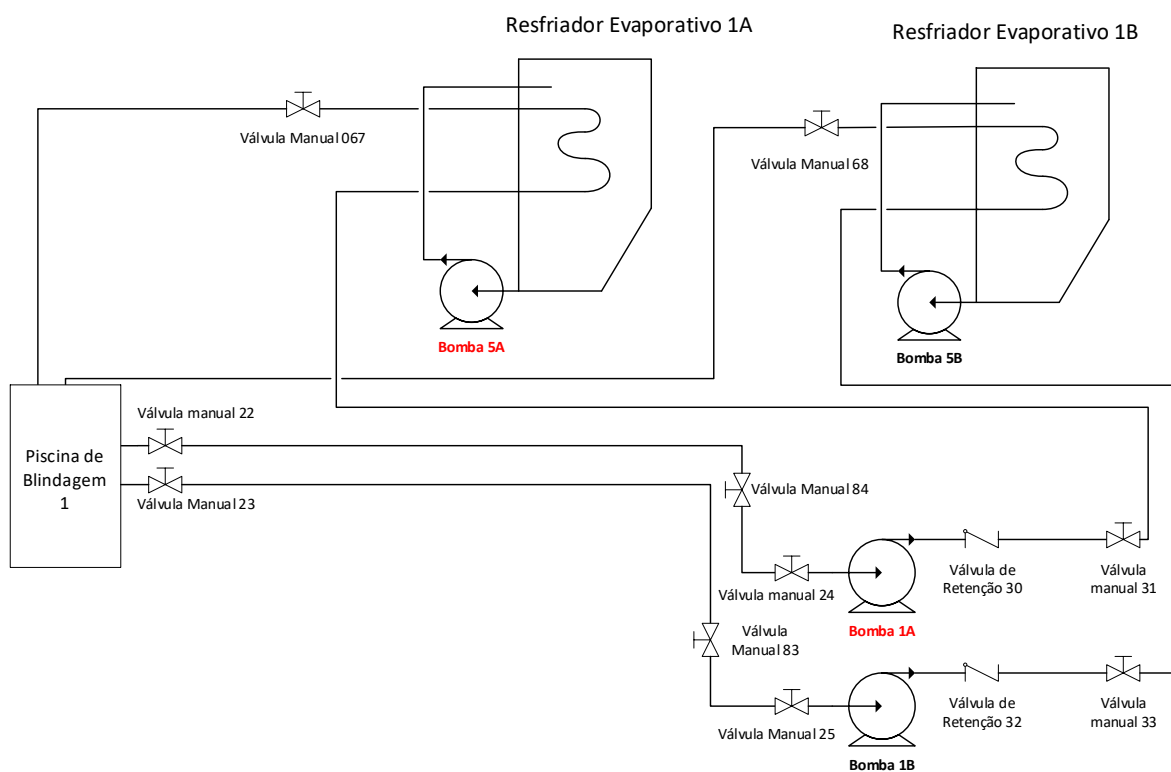 Resfriador Evaporativo 1A
Resfriador Evaporativo 1B
Válvula Manual 067
Válvula Manual 68
Bomba 5A
Bomba 5B
Válvula manual 22
Piscina de
Blindagem
1
Válvula Manual 23
Válvula Manual 84
Válvula manual 24
Válvula de
Retenção 30
Válvula
manual 31
Bomba 1A
Válvula
Manual 83
Válvula Manual 25
Válvula de
Retenção 32
Válvula
manual 33
Bomba 1B